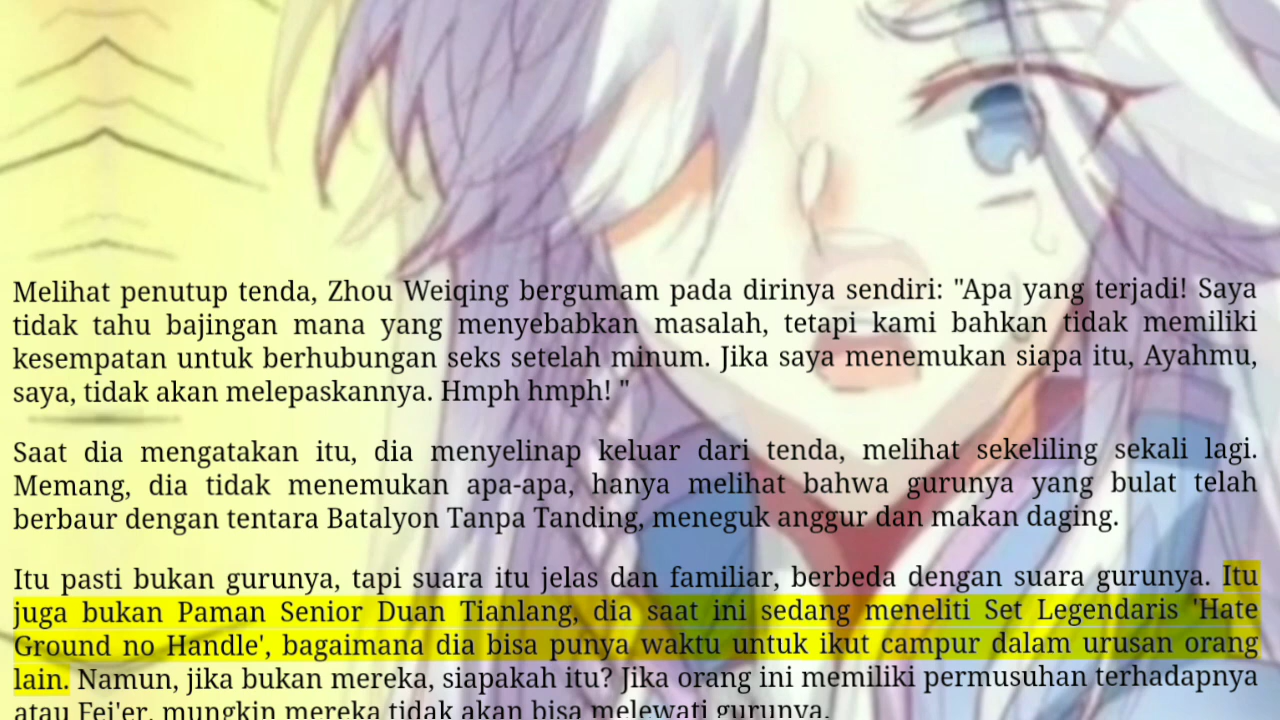 Melihat penutup tenda, Zhou Weiqing bergumam pada dirinya sendiri: "Apa yang terjadi! Saya
tidak tahu bajingan mana yang menyebabkan masalah, tetapi kami bahkan tidak memiliki
kesempatan untuk berhubungan seks setelah minum. Jika saya menemukan siapa itu, Ayahmu,
saya, tidak akan melepaskannya. Hmph hmph! "
Saat dia mengatakan itu, dia menyelinap keluar dari tenda, melihat sekeliling sekali lagi.
Memang, dia tidak menemukan apa-apa, hanya melihat bahwa gurunya yang bulat telah
berbaur dengan tentara Batalyon Tanpa Tanding, meneguk anggur dan makan daging.
Itu pasti bukan gurunya, tapi suara itu jelas dan familiar, berbeda dengan suara gurunya. Itu
juga bukan Paman Senior Duan Tianlang, dia saat ini sedang meneliti Set Legendaris 'Hate
Ground no Handle', bagaimana dia bisa punya waktu untuk ikut campur dalam urusan orang
lain. Namun, jika bukan mereka, siapakah itu? Jika orang ini memiliki permusuhan terhadapnya
atau Fei'er, mungkin mereka tidak akan bisa melewati gurunya.